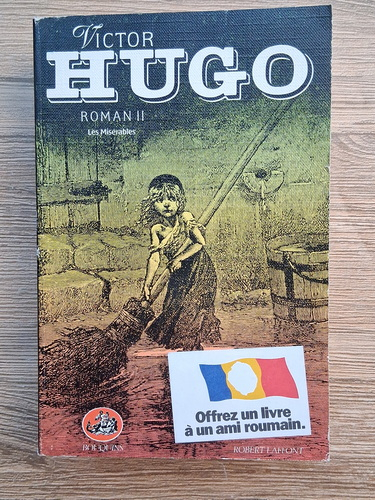 VICTOR
HUGO
ROMAN II
Les Misérables
Offrez un livre
à un ami roumain.
BOUQUINS
ROBERT LAFFONT